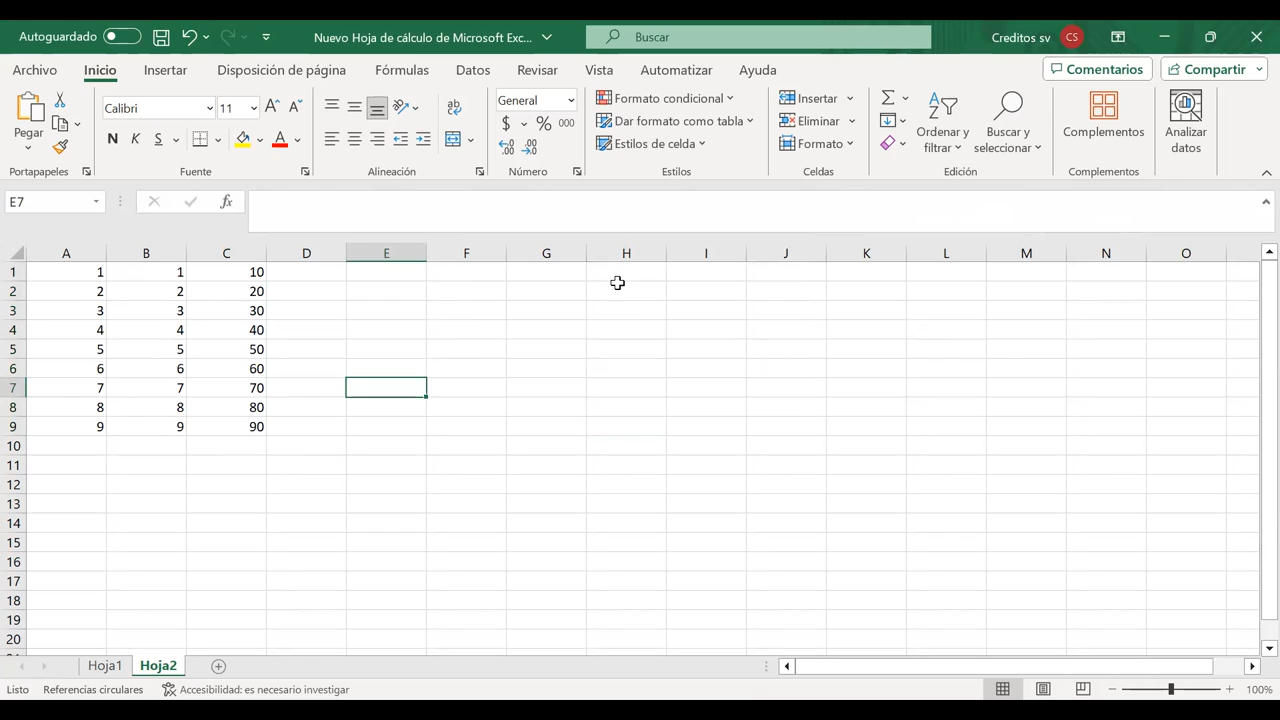 Autoguardado Nuevo Hoja de cálculo de Microsoft Exc... Buscar Creditos sv CS
Archivo Inicio Insertar Disposición de página Fórmulas Datos Revisar Vista Automatizar Ayuda Comentarios Compartir
Pegar
Portapapeles
Calibri 11
N K S A
Fuente
ab
Alineación
General
$ % 000
Número
Formato condicional
Dar formato como tabla
Estilos de celda
Estilos
Insertar
Eliminar
Formato
Celdas
Ordenar y filtrar
Buscar y seleccionar
Edición
Complementos
Complementos
Analizar datos
E7 fx
A B C D E F G H I J K L M N O
1 1 1 10
2 2 2 20
3 3 3 30
4 4 4 40
5 5 5 50
6 6 6 60
7 7 7 70
8 8 8 80
9 9 9 90
10
11
12
13
14
15
16
17
18
19
20
Hoja1 Hoja2
Listo Referencias circulares Accesibilidad: es necesario investigar 100%